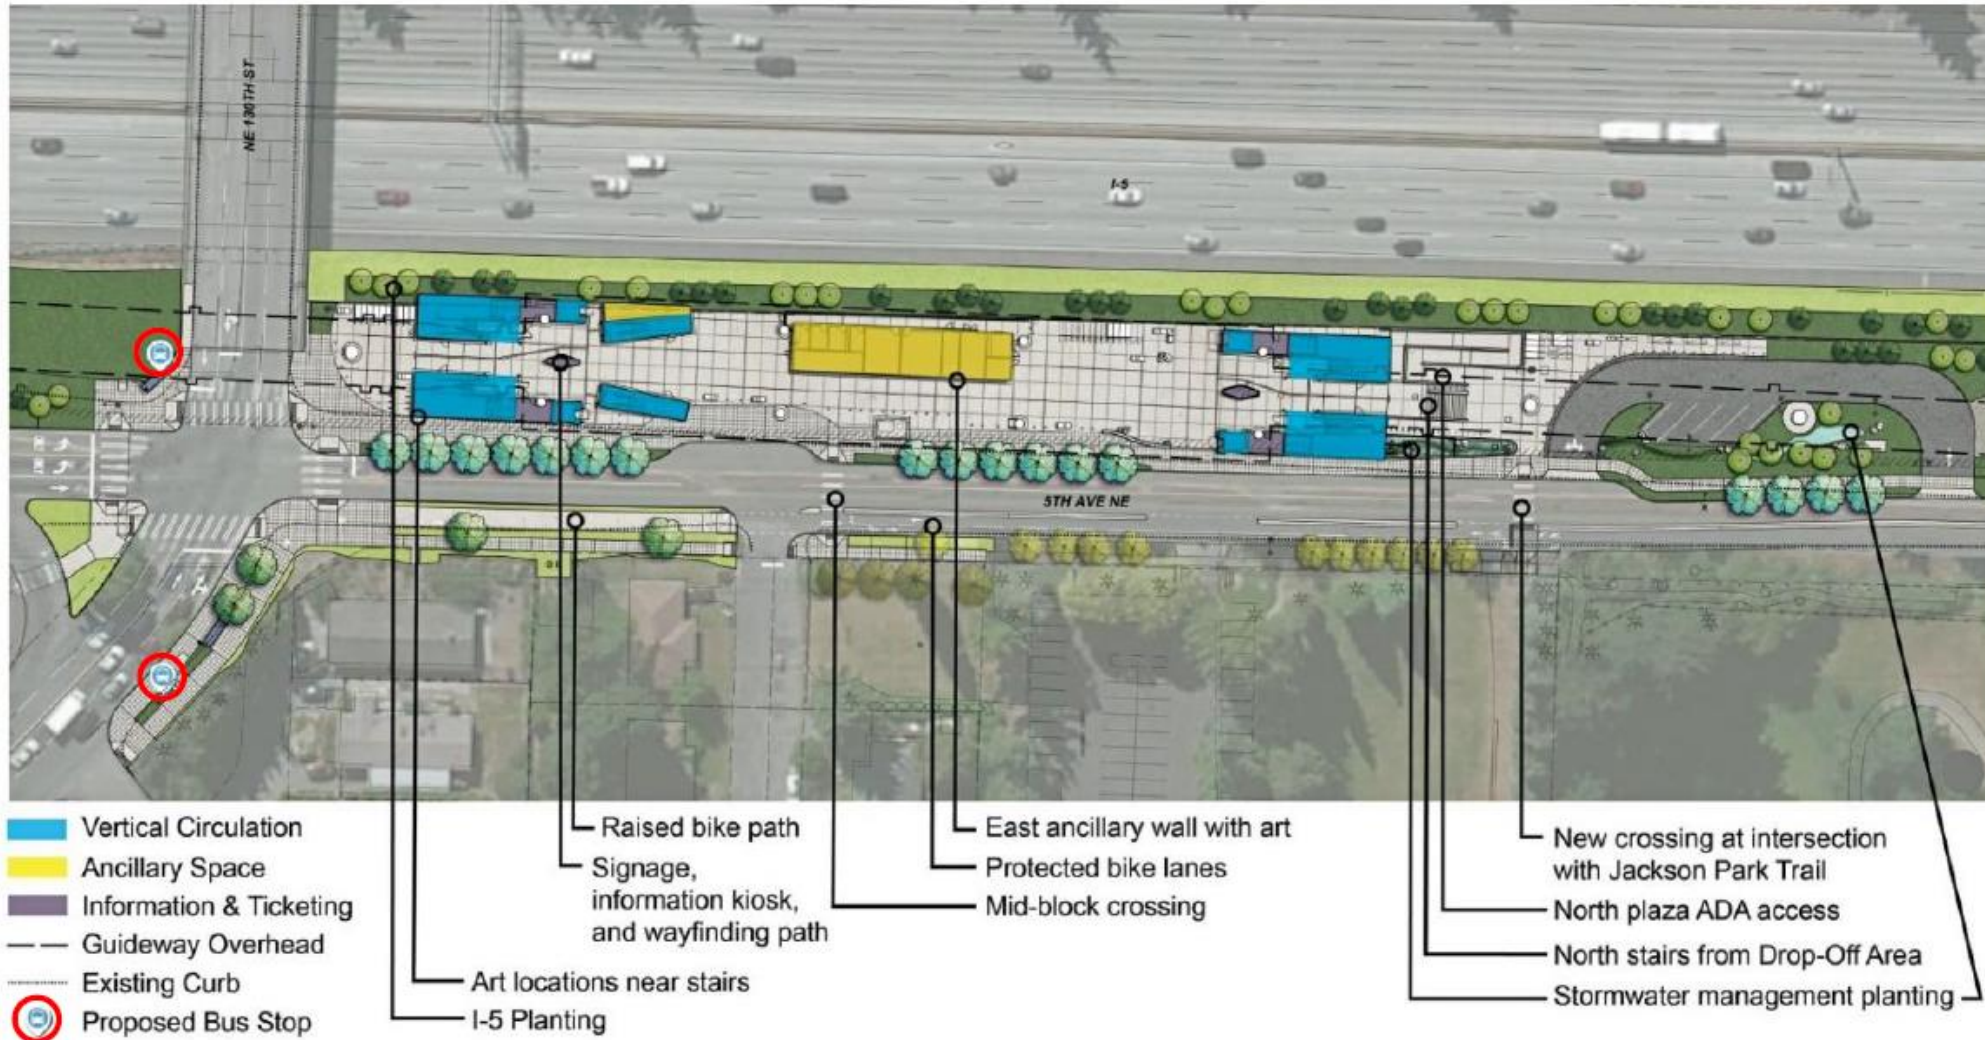 NE 130TH ST
I-5
5TH AVE NE
Vertical Circulation
Ancillary Space
Information & Ticketing
Guideway Overhead
Existing Curb
Proposed Bus Stop
Raised bike path
Signage,
information kiosk,
and wayfinding path
Art locations near stairs
I-5 Planting
East ancillary wall with art
Protected bike lanes
Mid-block crossing
New crossing at intersection
with Jackson Park Trail
North plaza ADA access
North stairs from Drop-Off Area
Stormwater management planting